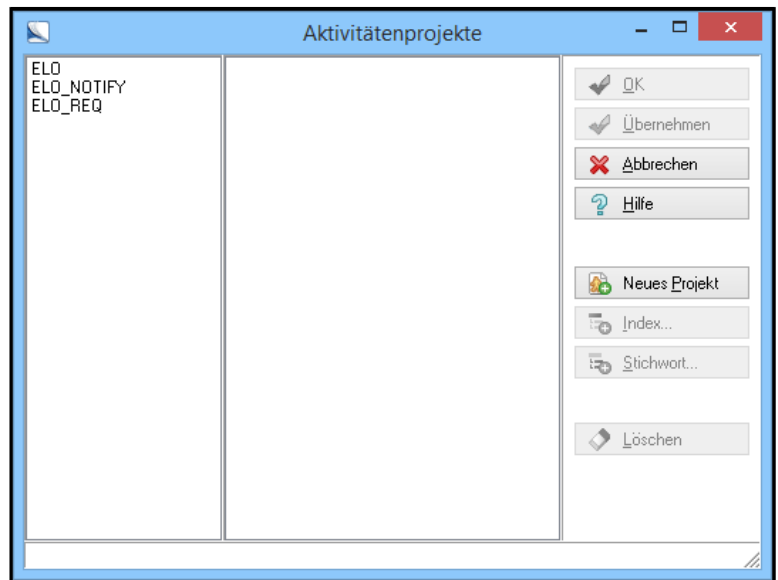 Aktivitätenprojekte
ELO
ELO_NOTIFY
ELO_REQ
OK
Übernehmen
Abbrechen
Hilfe
Neues Projekt
Index...
Stichwort...
Löschen